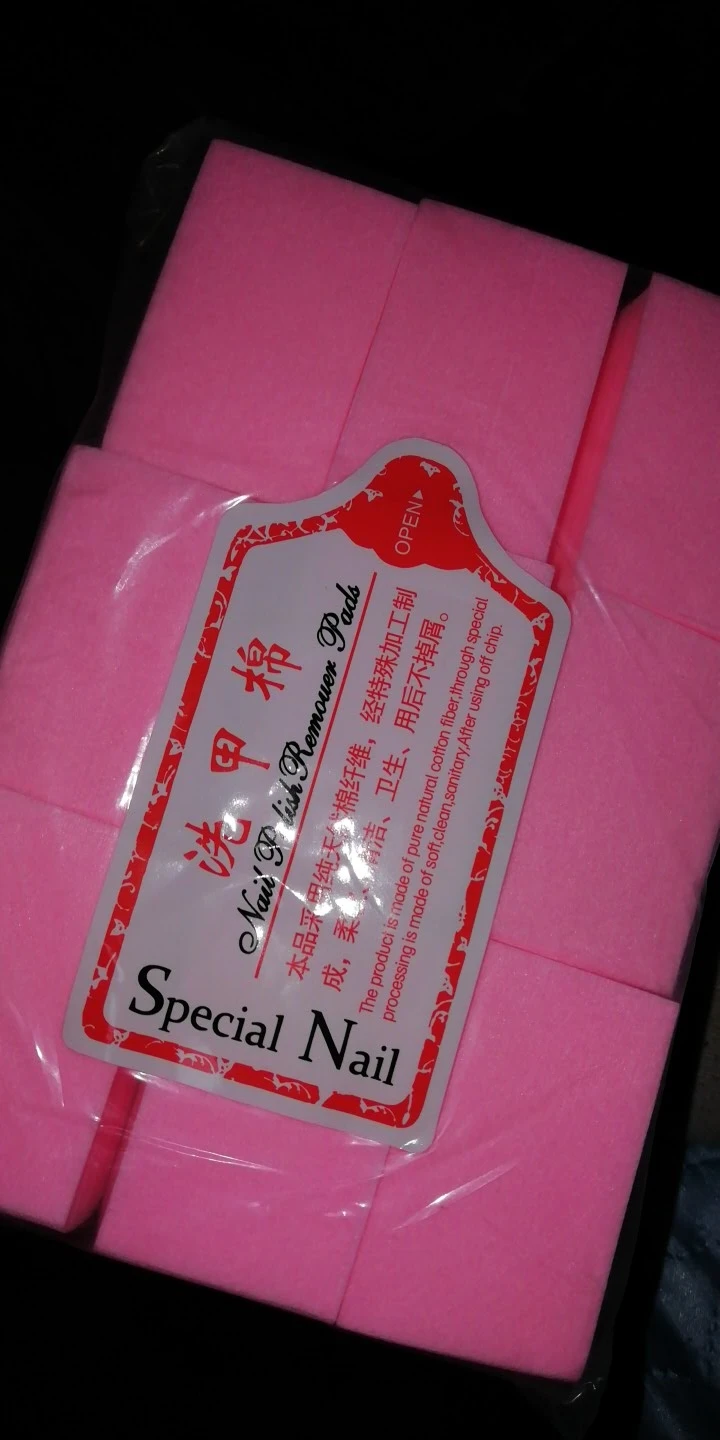 OPEN▶
洗甲棉
Nail Polish Remouer Pads
本品采用纯天然棉纤维，经特殊加工制
成，柔、清洁、卫生、用后不掉屑。
The product is made of pure natural cotton fiber,through special
processing is made of soft,clean,sanitary,After using off chip.
Special Nail